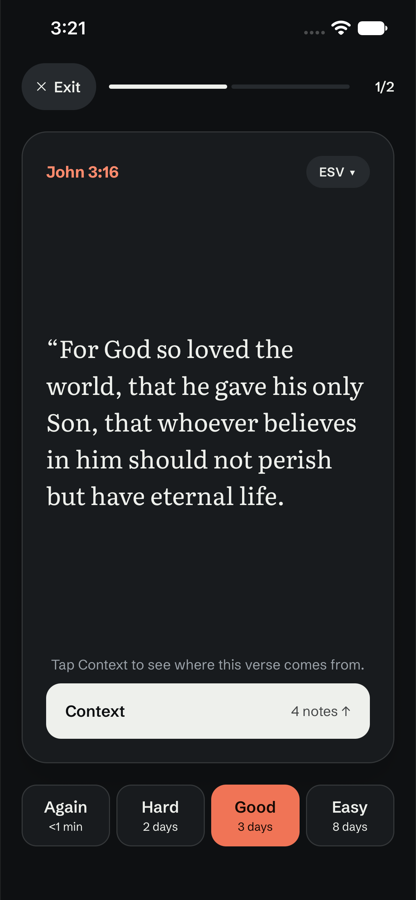 3:21
× Exit
1/2
John 3:16
ESV ▾
“For God so loved the
world, that he gave his only
Son, that whoever believes
in him should not perish
but have eternal life.
Tap Context to see where this verse comes from.
Context
4 notes ↑
Again
<1 min
Hard
2 days
Good
3 days
Easy
8 days